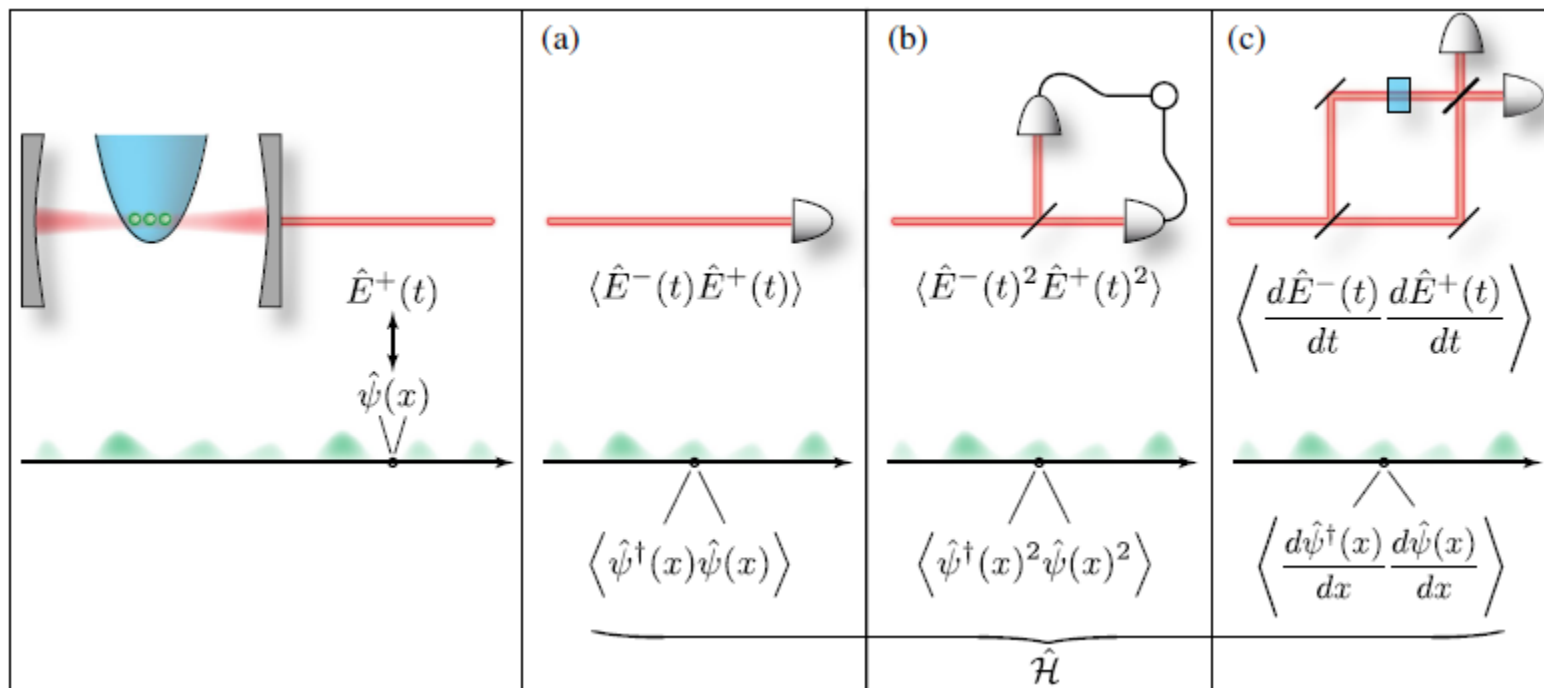 (a)
(b)
(c)
Ê⁺(t)
ψ̂(x)
⟨Ê⁻(t)Ê⁺(t)⟩
⟨Ê⁻(t)²Ê⁺(t)²⟩
⟨dÊ⁻(t)/dt dÊ⁺(t)/dt⟩
⟨ψ̂†(x)ψ̂(x)⟩
⟨ψ̂†(x)²ψ̂(x)²⟩
⟨dψ̂†(x)/dx dψ̂(x)/dx⟩
Ĥ